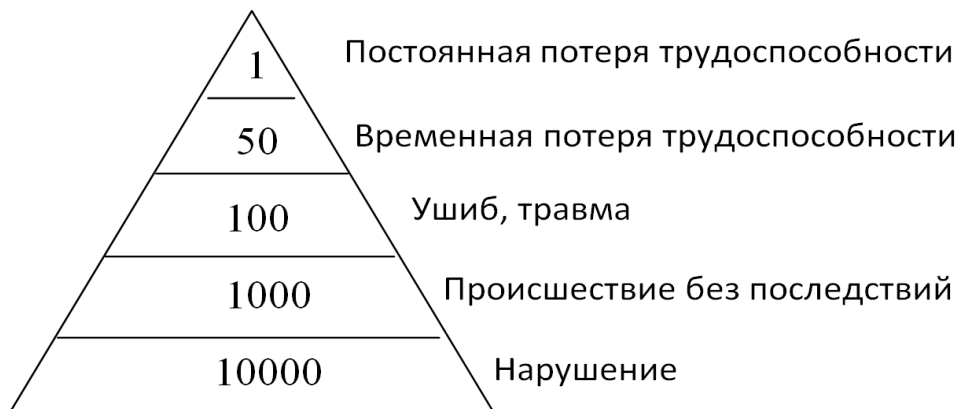 1 Постоянная потеря трудоспособности
50 Временная потеря трудоспособности
100 Ушиб, травма
1000 Происшествие без последствий
10000 Нарушение